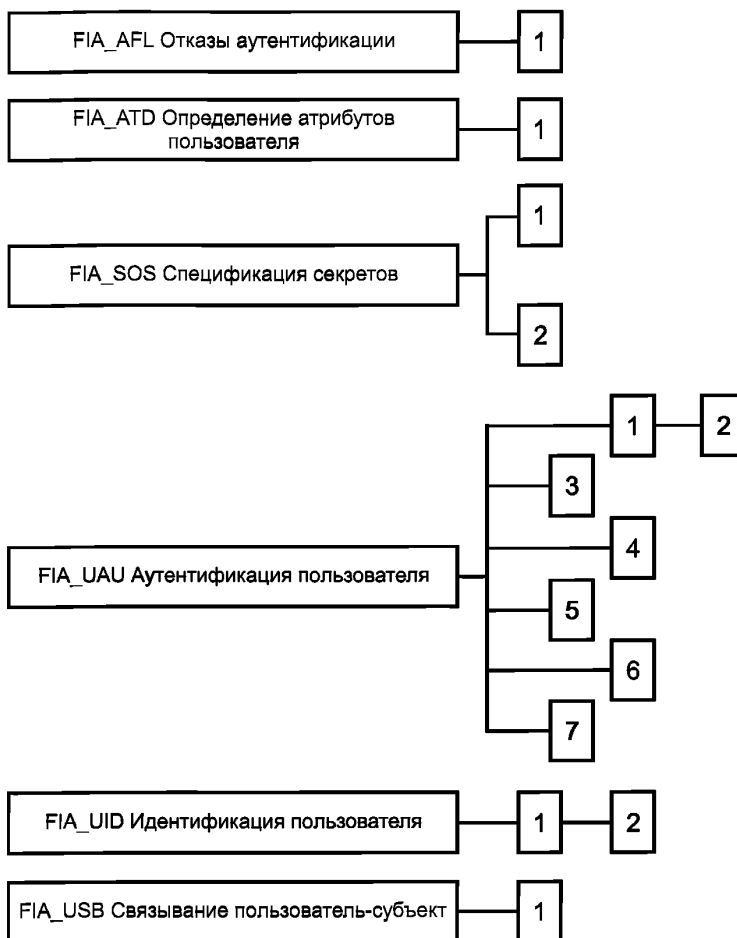 FIA_AFL Отказы аутентификации
1
FIA_ATD Определение атрибутов
пользователя
1
1
FIA_SOS Спецификация секретов
2
1
2
3
4
FIA_UAU Аутентификация пользователя
5
6
7
FIA_UID Идентификация пользователя
1
2
FIA_USB Связывание пользователь-субъект
1